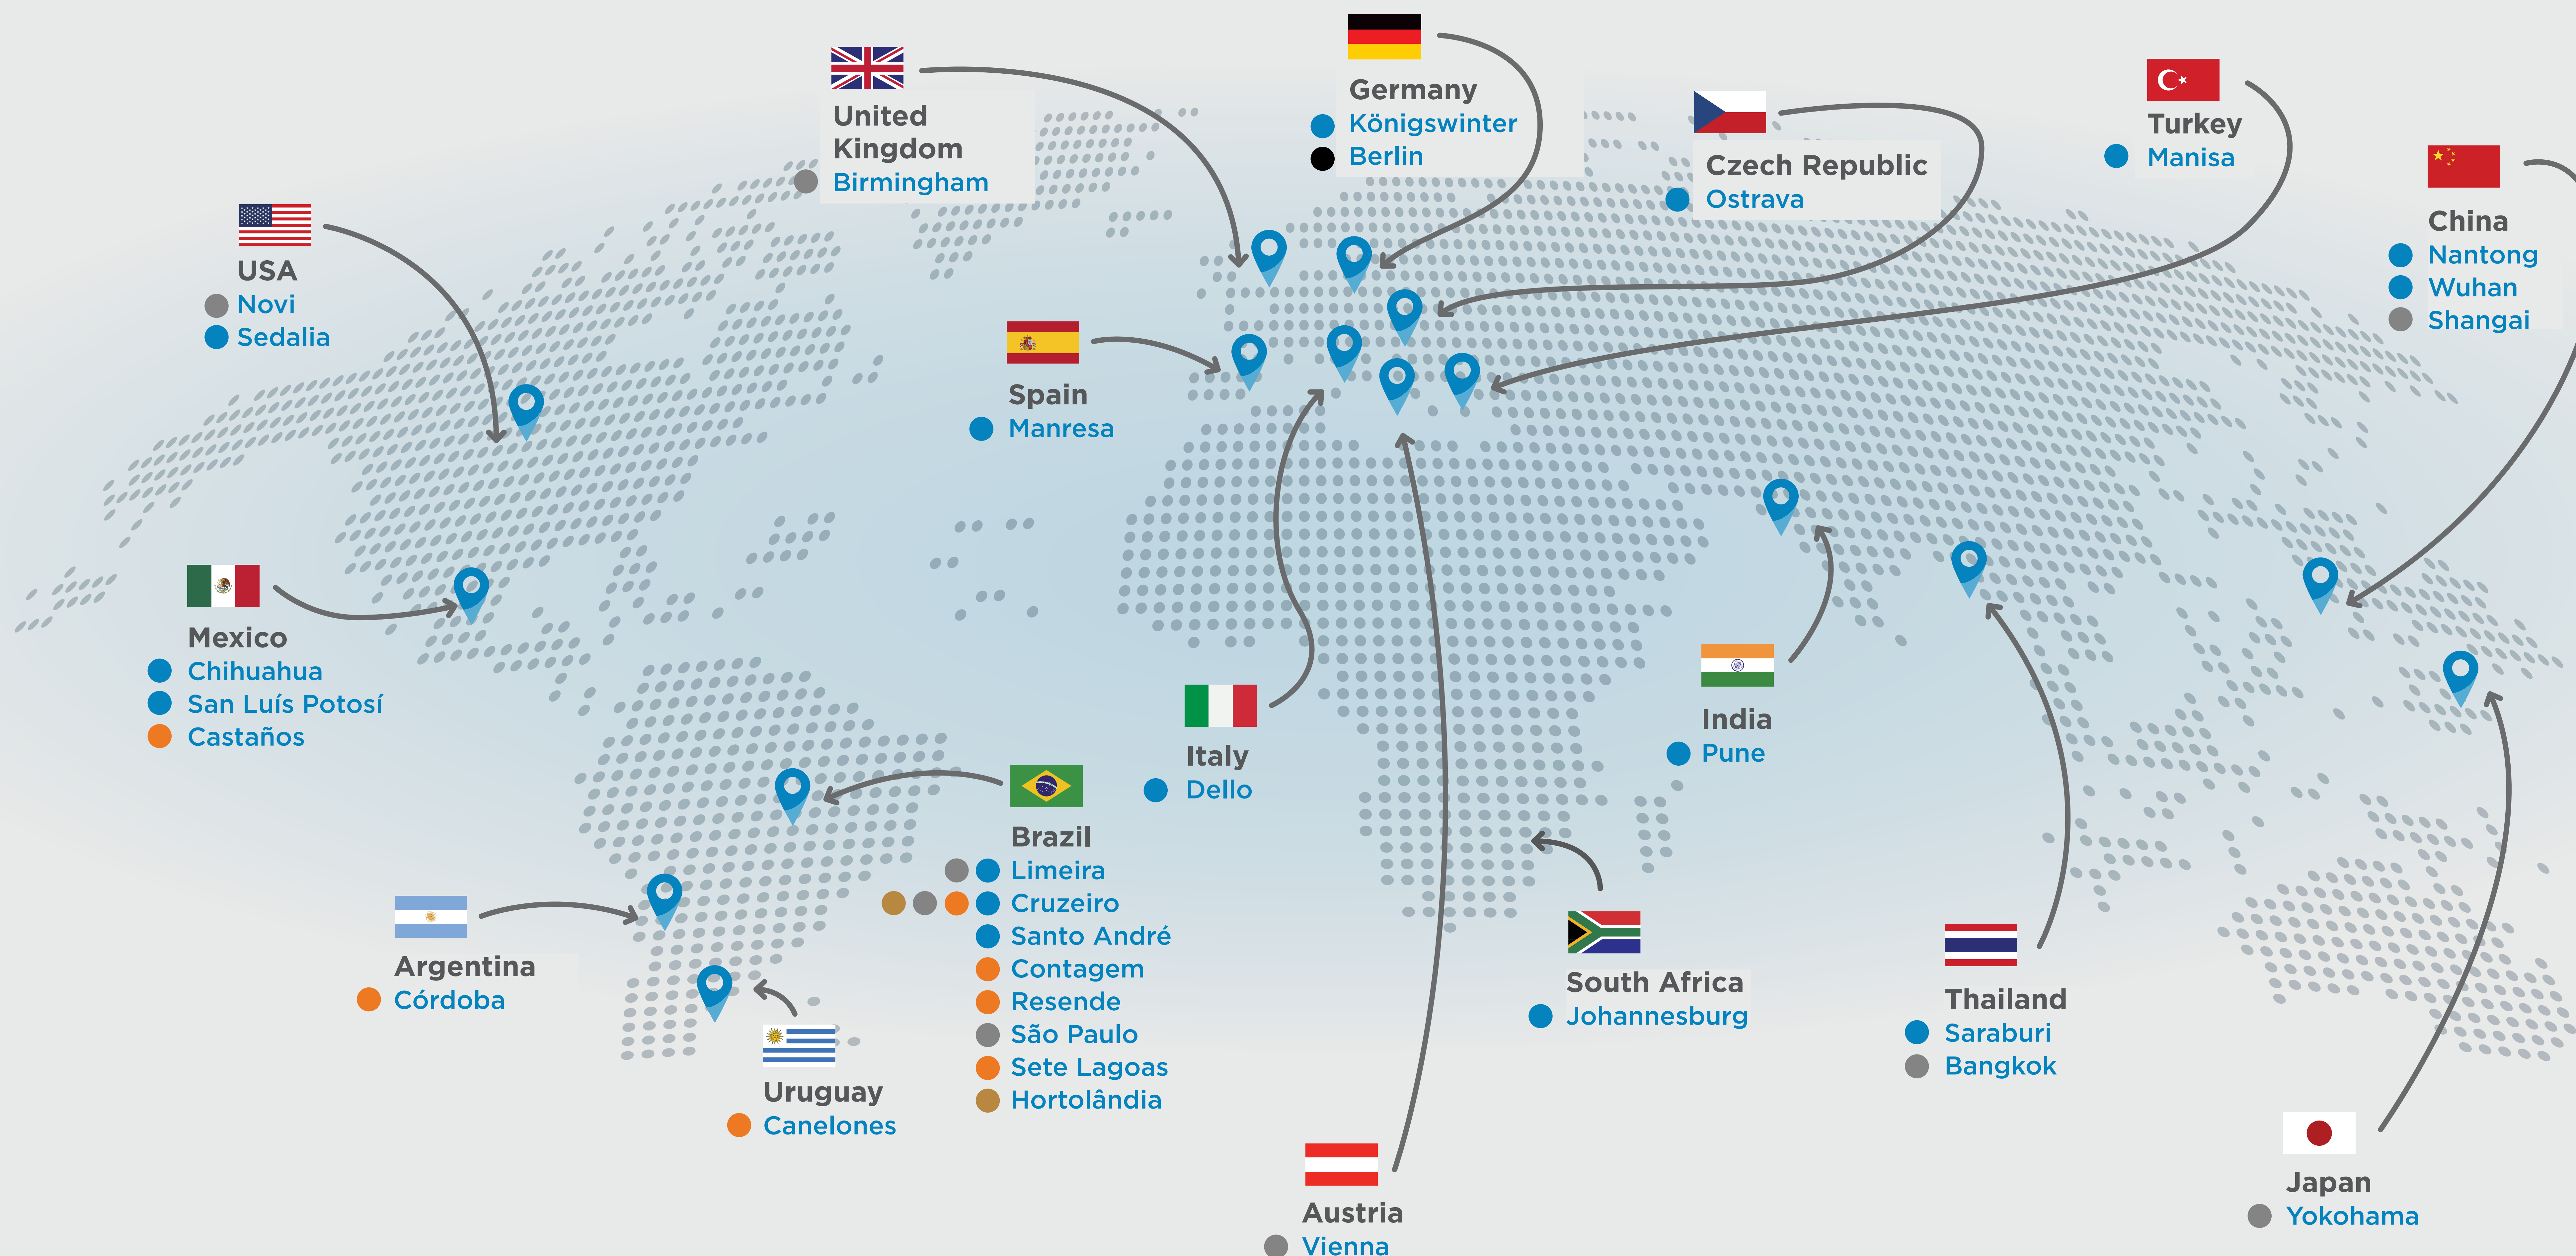 Germany
Königswinter
Berlin
United
Kingdom
Birmingham
Czech Republic
Ostrava
Turkey
Manisa
China
Nantong
Wuhan
Shangai
USA
Novi
Sedalia
Spain
Manresa
Mexico
Chihuahua
San Luís Potosí
Castaños
Italy
Dello
India
Pune
Brazil
Limeira
Cruzeiro
Santo André
Contagem
Resende
São Paulo
Sete Lagoas
Hortolândia
Argentina
Córdoba
Uruguay
Canelones
South Africa
Johannesburg
Thailand
Saraburi
Bangkok
Austria
Vienna
Japan
Yokohama